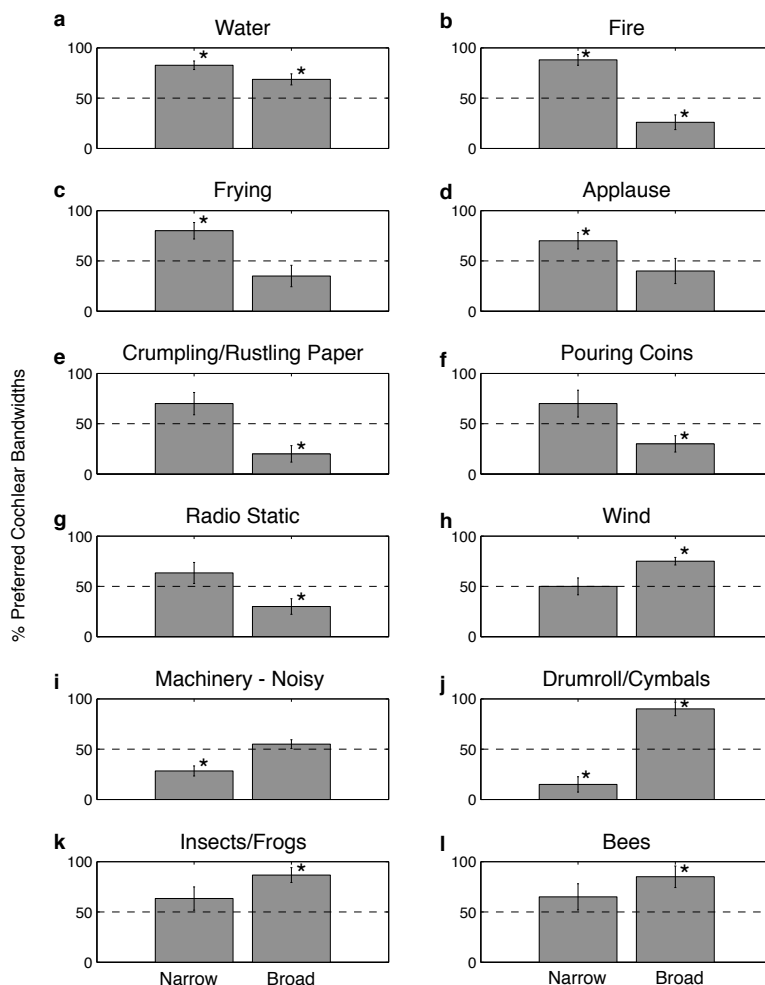 a
Water
b
Fire
100
50
0
*
*
100
50
0
*
*
c
Frying
d
Applause
100
50
0
*
100
50
0
*
e
Crumpling/Rustling Paper
f
Pouring Coins
100
50
0
*
100
50
0
*
g
Radio Static
h
Wind
100
50
0
*
100
50
0
*
i
Machinery - Noisy
j
Drumroll/Cymbals
100
50
0
*
100
50
0
*
*
k
Insects/Frogs
l
Bees
100
50
0
*
100
50
0
*
Narrow
Broad
Narrow
Broad
% Preferred Cochlear Bandwidths